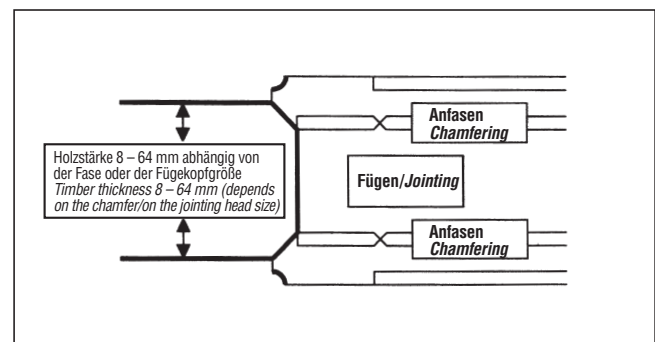 Anfasen
Chamfering
Holzstärke 8 – 64 mm abhängig von
der Fase oder der Fügekopfgröße
Timber thickness 8 – 64 mm (depends
on the chamfer/on the jointing head size)
Fügen/Jointing
Anfasen
Chamfering